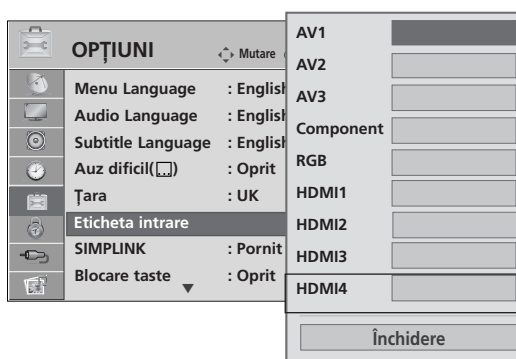 OPȚIUNI
Mutare
Menu Language : English
Audio Language : English
Subtitle Language : English
Auz dificil( ) : Oprit
Țara : UK
Eticheta intrare
SIMPLINK : Pornit
Blocare taste : Oprit
AV1
AV2
AV3
Component
RGB
HDMI1
HDMI2
HDMI3
HDMI4
Închidere